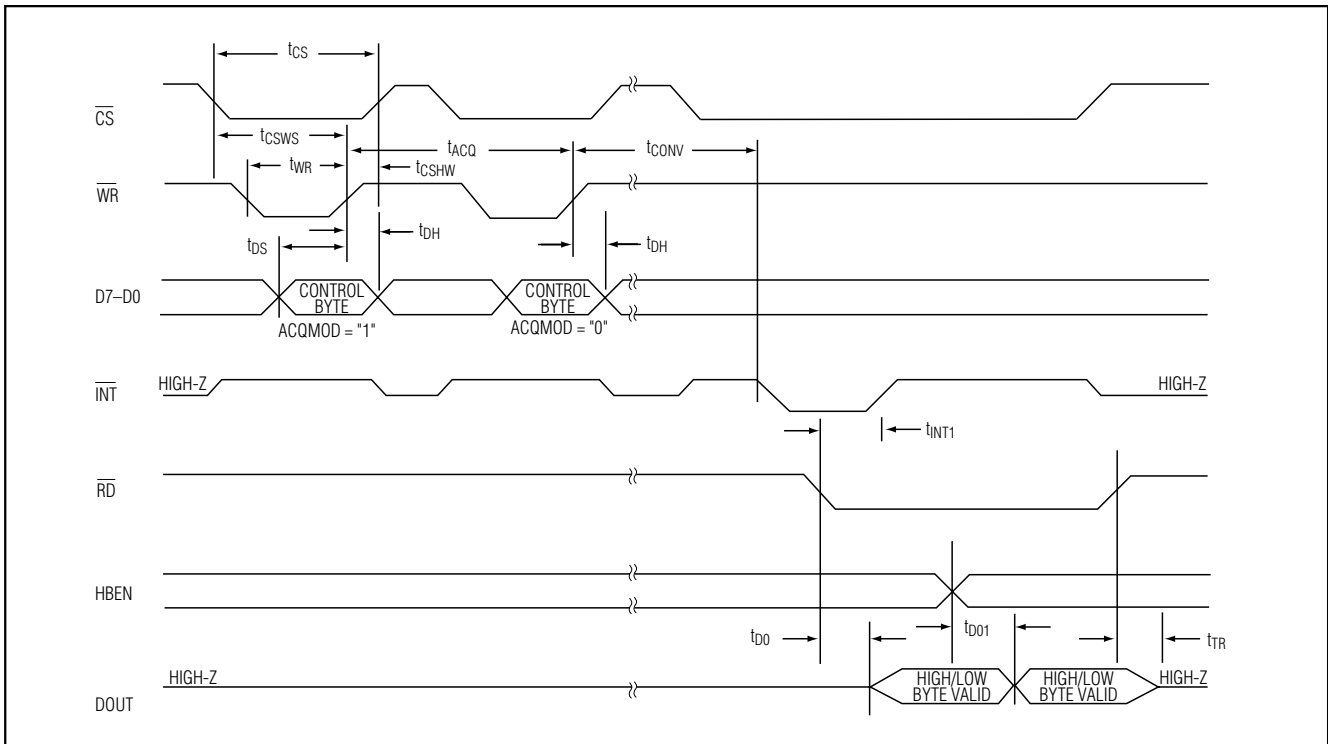 tCS
CS
tCSWS
tACQ
tCONV
tWR
tCSHW
WR
tDS
tDH
tDH
D7–D0
CONTROL
BYTE
CONTROL
BYTE
ACQMOD = "1"
ACQMOD = "0"
INT
HIGH-Z
HIGH-Z
tINT1
RD
HBEN
tD0
tD01
tTR
DOUT
HIGH-Z
HIGH/LOW
BYTE VALID
HIGH/LOW
BYTE VALID
HIGH-Z